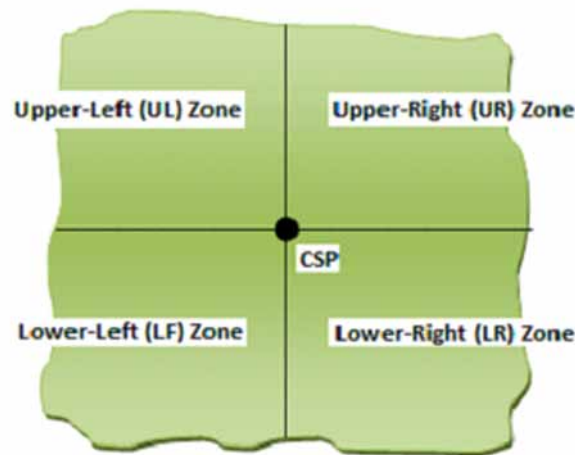 Upper-Left (UL) Zone
Upper-Right (UR) Zone
CSP
Lower-Left (LF) Zone
Lower-Right (LR) Zone